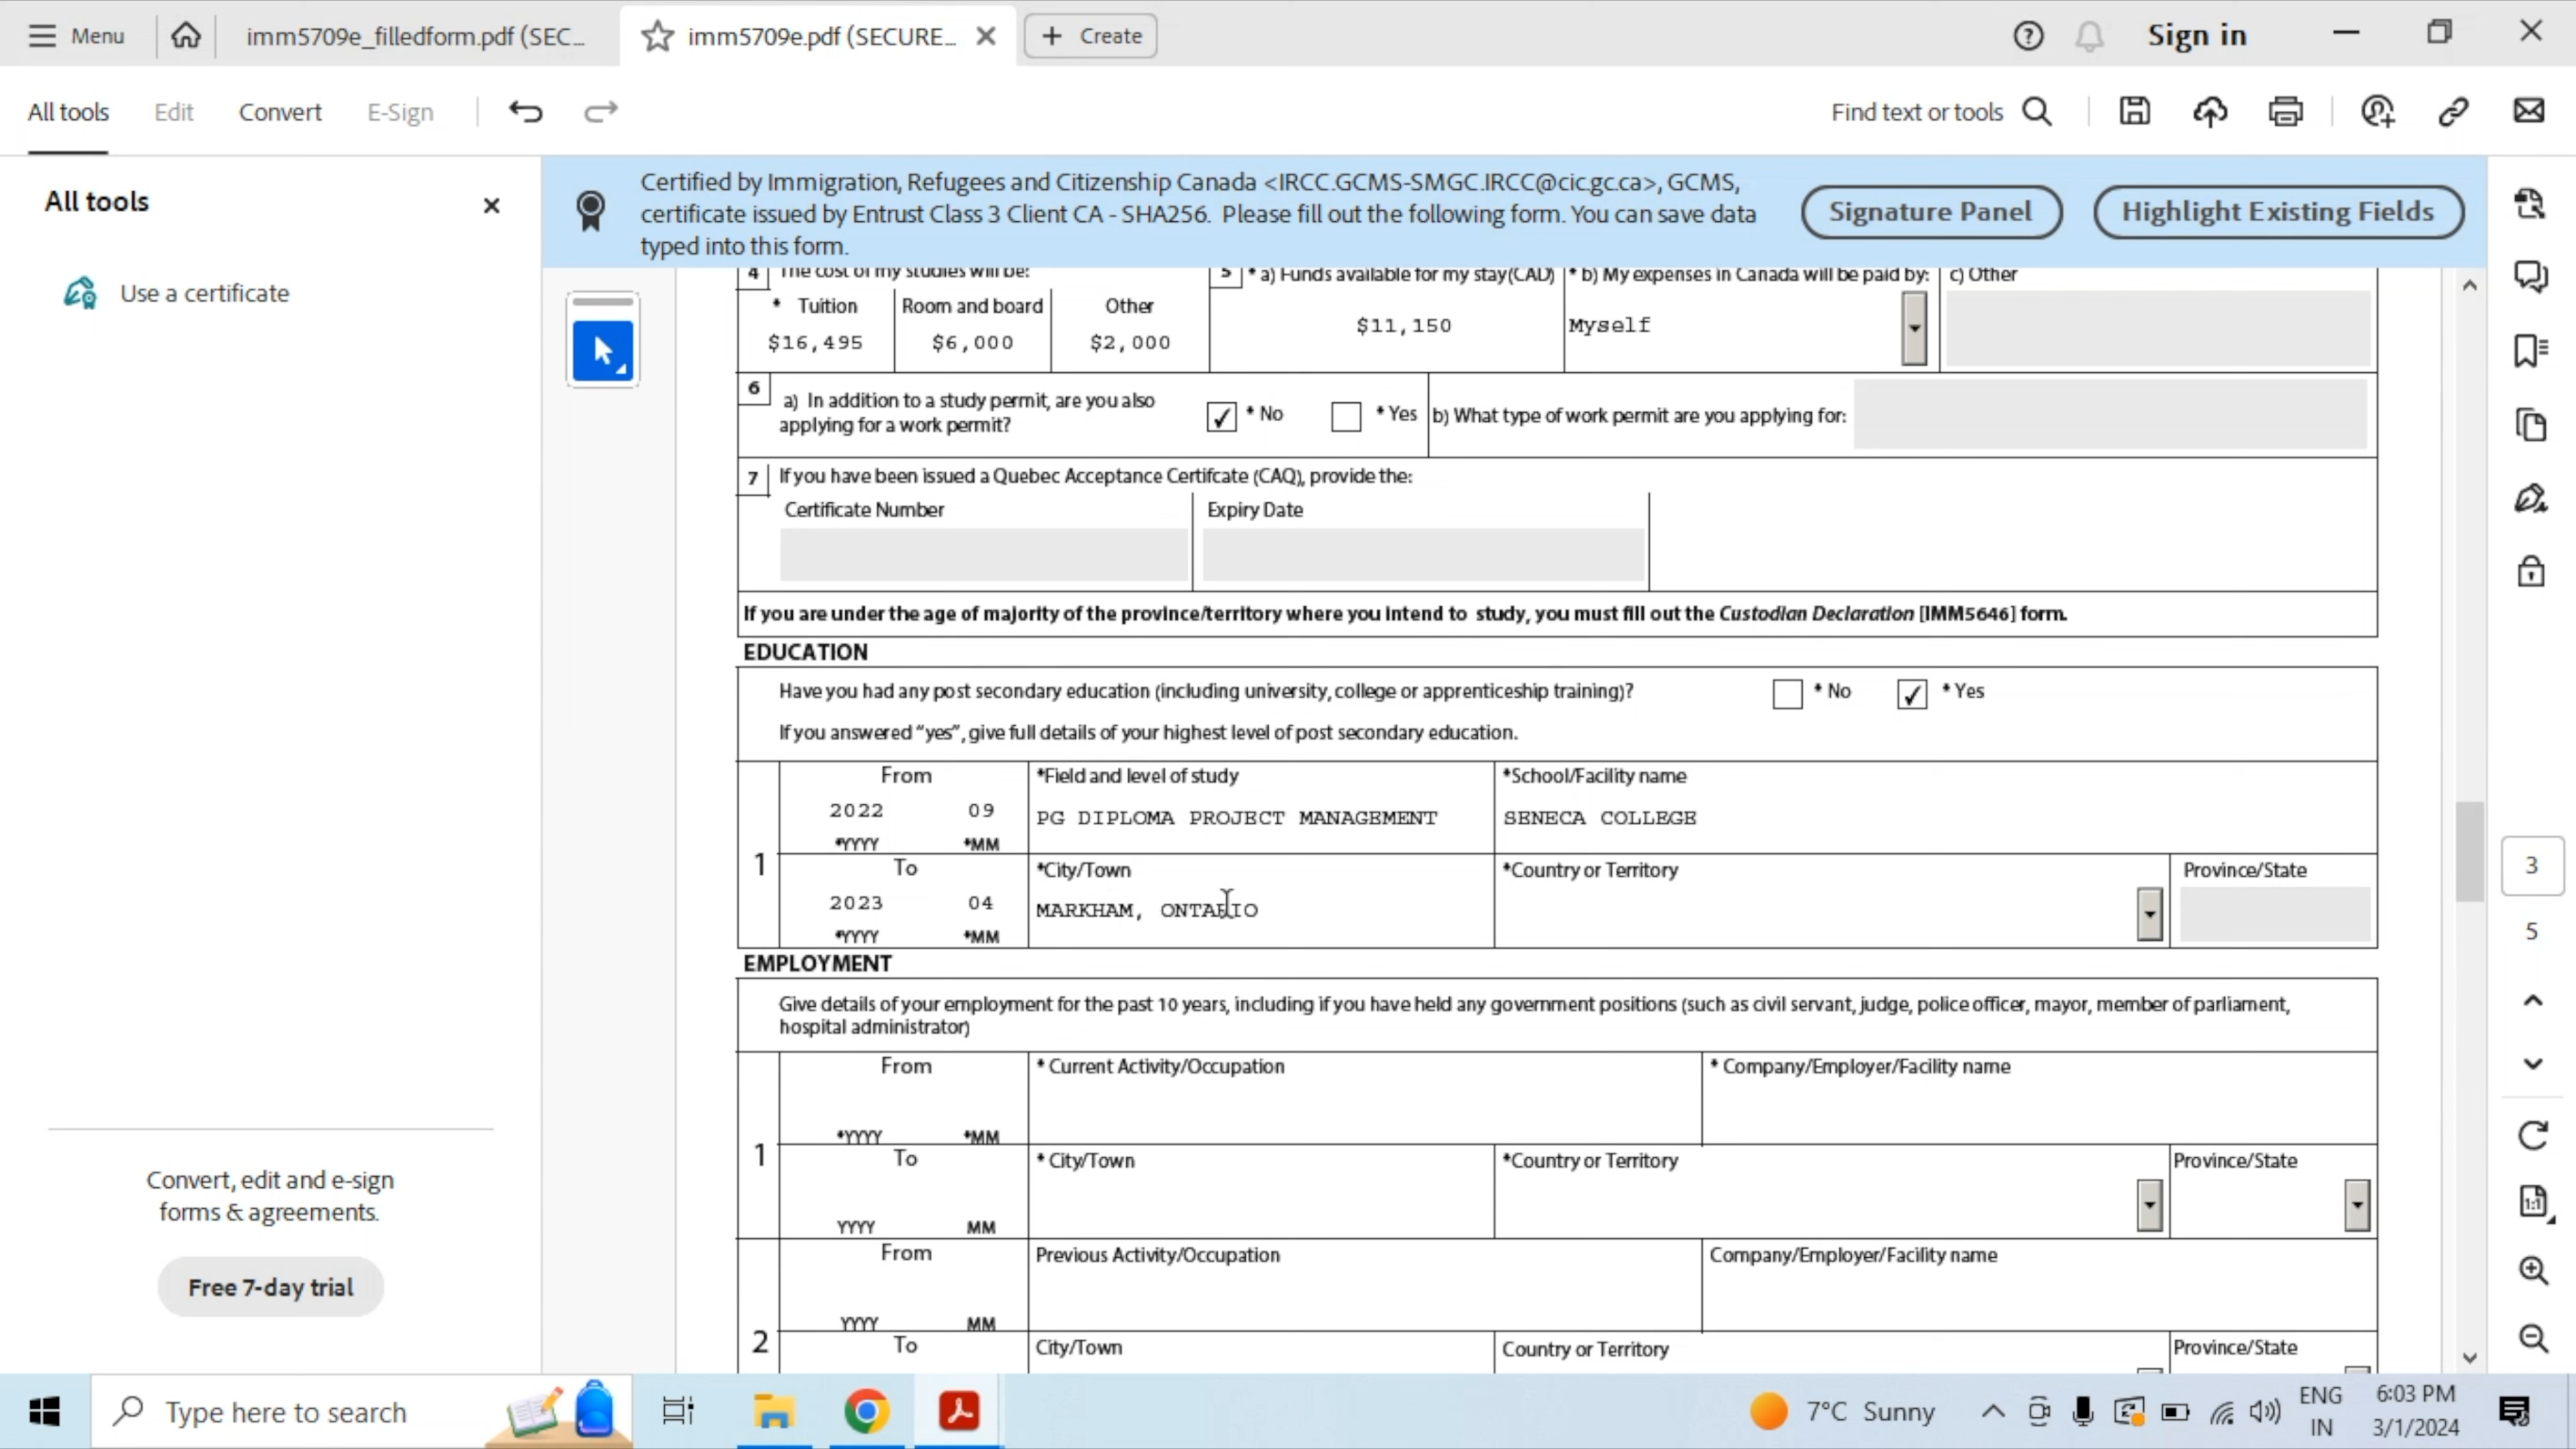 Menu
imm5709e_filledform.pdf (SEC...
imm5709e.pdf (SECURE...
+ Create
Sign in
All tools
Edit
Convert
E-Sign
Find text or tools
All tools
Use a certificate
Certified by Immigration, Refugees and Citizenship Canada <IRCC.GCMS-SMGC.IRCC@cic.gc.ca>, GCMS,
certificate issued by Entrust Class 3 Client CA - SHA256. Please fill out the following form. You can save data
typed into this form.
Signature Panel
Highlight Existing Fields
4 The cost of my studies will be:
5 * a) Funds available for my stay(CAD)
* b) My expenses in Canada will be paid by:
c) Other
* Tuition
Room and board
Other
$16,495
$6,000
$2,000
$11,150
Myself
6
a) In addition to a study permit, are you also
applying for a work permit?
* No
* Yes
b) What type of work permit are you applying for:
7 If you have been issued a Quebec Acceptance Certifcate (CAQ), provide the:
Certificate Number
Expiry Date
If you are under the age of majority of the province/territory where you intend to study, you must fill out the Custodian Declaration [IMM5646] form.
EDUCATION
Have you had any post secondary education (including university, college or apprenticeship training)?
* No
* Yes
If you answered “yes”, give full details of your highest level of post secondary education.
1
From
2022 09
*YYYY *MM
*Field and level of study
PG DIPLOMA PROJECT MANAGEMENT
*School/Facility name
SENECA COLLEGE
To
2023 04
*YYYY *MM
*City/Town
MARKHAM, ONTARIO
*Country or Territory
Province/State
EMPLOYMENT
Give details of your employment for the past 10 years, including if you have held any government positions (such as civil servant, judge, police officer, mayor, member of parliament,
hospital administrator)
1
From
*YYYY *MM
* Current Activity/Occupation
* Company/Employer/Facility name
To
YYYY MM
* City/Town
*Country or Territory
Province/State
2
From
YYYY MM
Previous Activity/Occupation
Company/Employer/Facility name
To
City/Town
Country or Territory
Province/State
Convert, edit and e-sign
forms & agreements.
Free 7-day trial
3
5
1:1
Type here to search
7°C Sunny
ENG
IN
6:03 PM
3/1/2024